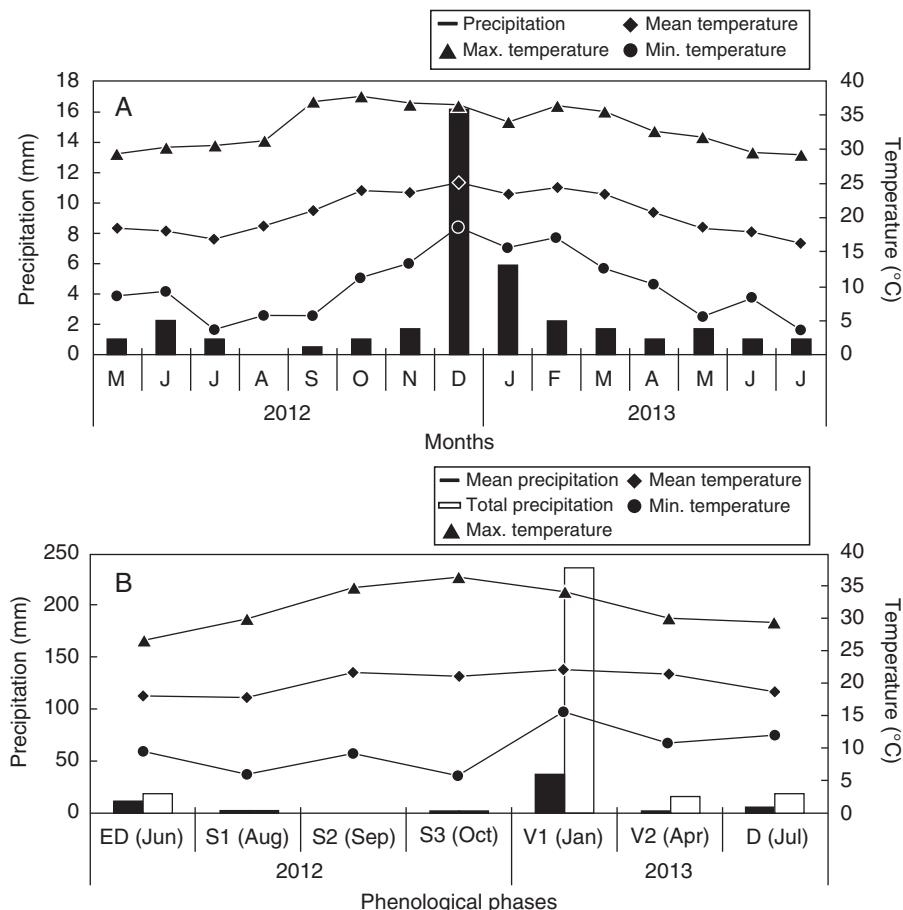 Precipitation Mean temperature
Max. temperature Min. temperature
A
18 40
16 35
14 30
12 25
10 20
8 15
6 10
4 5
2 0
0
Precipitation (mm)
Temperature (°C)
M J J A S O N D J F M A M J J
2012 2013
Months
Mean precipitation Mean temperature
Total precipitation Min. temperature
Max. temperature
B
250 40
200 35
150 30
100 25
50 20
0 15
10
5
0
Precipitation (mm)
Temperature (°C)
ED (Jun) S1 (Aug) S2 (Sep) S3 (Oct) V1 (Jan) V2 (Apr) D (Jul)
2012 2013
Phenological phases